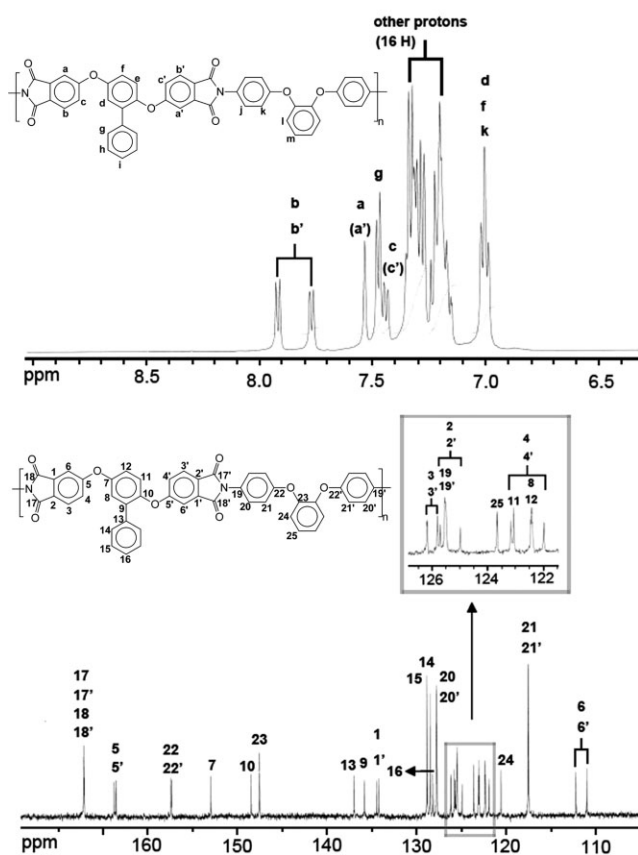 other protons
(16 H)
O a f c' b' O
N O e O N O O O
O b c d a' O j k l m n
g
h
i
d
f
k
g
b
b'
a
(a')
c
(c')
ppm 8.5 8.0 7.5 7.0 6.5
2
2'
19
19'
3
3'
4
4'
8
25 11 12
126 124 122
O 18 1 6 O 12 4' 3' O 17'
N 5 7 11 O 2' N 19 22 O 23 O 22' 19'
17 2 3 4 8 9 10 5' 6' 1' 18' 20 21 24 25 21' 20' n
O 13 O
14
15
16
17
17'
18
18'
5
5'
22
22'
7
10
23
13 9
1
1'
16
15
14
20
20'
24
21
21'
6
6'
ppm 160 150 140 130 120 110